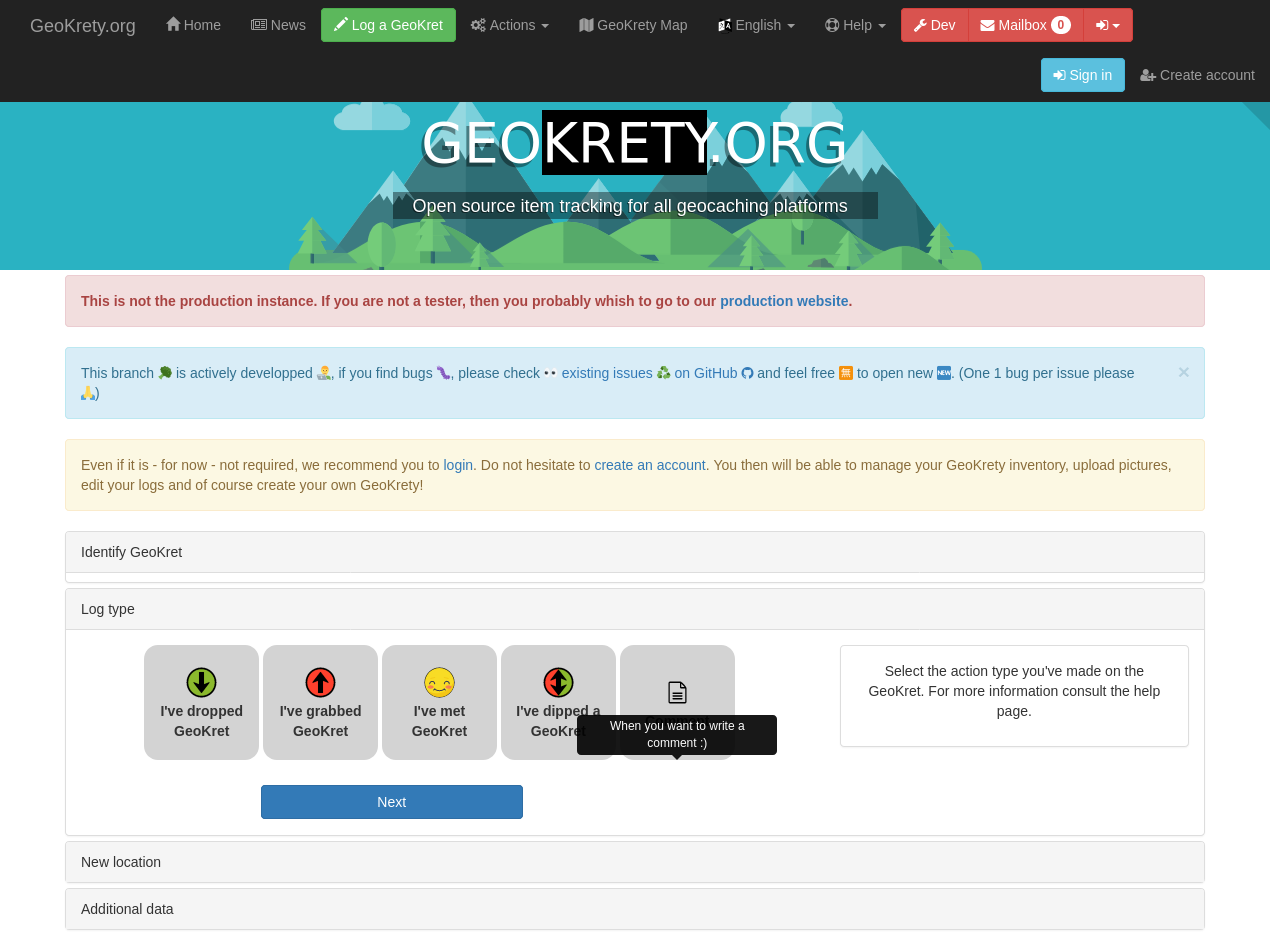 GeoKrety.org Home News Log a GeoKret Actions GeoKrety Map English Help Dev Mailbox 0
Sign in Create account
GEOKRETY.ORG
Open source item tracking for all geocaching platforms
This is not the production instance. If you are not a tester, then you probably whish to go to our production website.
This branch 🥦 is actively developped 👨‍🔬, if you find bugs 🐛, please check 👀 existing issues ♻ on GitHub and feel free 🈚 to open new 🆕. (One 1 bug per issue please
🙏)
×
Even if it is - for now - not required, we recommend you to login. Do not hesitate to create an account. You then will be able to manage your GeoKrety inventory, upload pictures,
edit your logs and of course create your own GeoKrety!
Identify GeoKret
Log type
I've dropped
GeoKret
I've grabbed
GeoKret
I've met
GeoKret
I've dipped a
GeoKret
When you want to write a
comment :)
Select the action type you've made on the
GeoKret. For more information consult the help
page.
Next
New location
Additional data